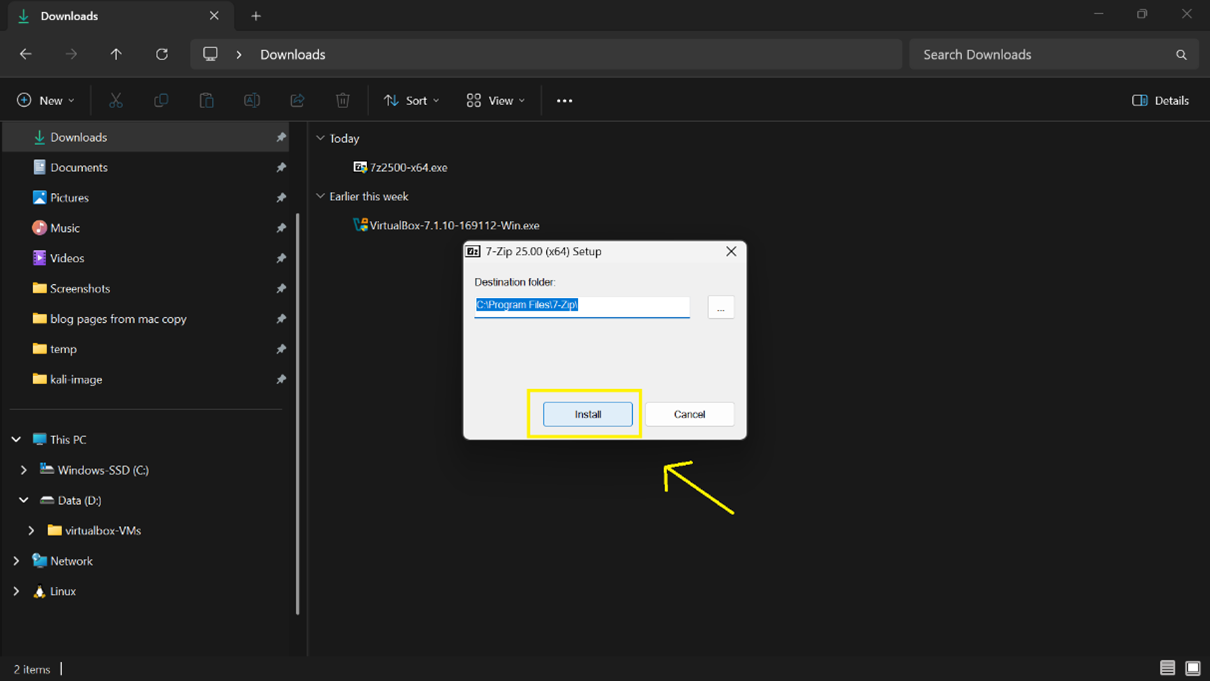 Downloads
Downloads
Search Downloads
New
Sort
View
Details
Downloads
Documents
Pictures
Music
Videos
Screenshots
blog pages from mac copy
temp
kali-image
This PC
Windows-SSD (C:)
Data (D:)
virtualbox-VMs
Network
Linux
Today
7z2500-x64.exe
Earlier this week
VirtualBox-7.1.10-169112-Win.exe
7-Zip 25.00 (x64) Setup
Destination folder:
C:\Program Files\7-Zip\
...
Install
Cancel
2 items